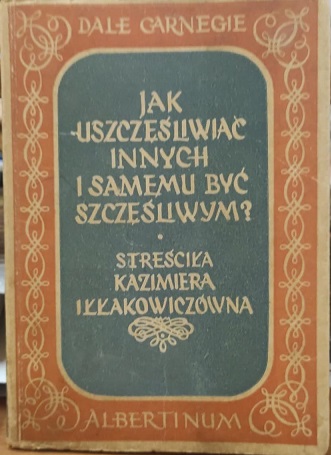 DALE CARNEGIE
JAK
USZCZĘŚLIWIAĆ
INNYCH
I SAMEMU BYĆ
SZCZĘŚLIWYM?
STREŚCIŁA
KAZIMIERA
IŁŁAKOWICZÓWNA
ALBERTINUM